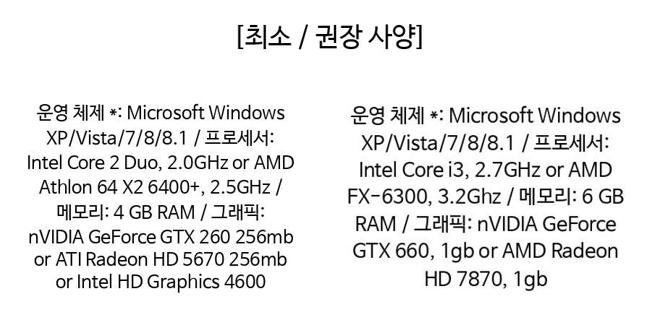 [최소 / 권장 사양]
운영 체제 *: Microsoft Windows
XP/Vista/7/8/8.1 / 프로세서:
Intel Core 2 Duo, 2.0GHz or AMD
Athlon 64 X2 6400+, 2.5GHz /
메모리: 4 GB RAM / 그래픽:
nVIDIA GeForce GTX 260 256mb
or ATI Radeon HD 5670 256mb
or Intel HD Graphics 4600
운영 체제 *: Microsoft Windows
XP/Vista/7/8/8.1 / 프로세서:
Intel Core i3, 2.7GHz or AMD
FX-6300, 3.2Ghz / 메모리: 6 GB
RAM / 그래픽: nVIDIA GeForce
GTX 660, 1gb or AMD Radeon
HD 7870, 1gb